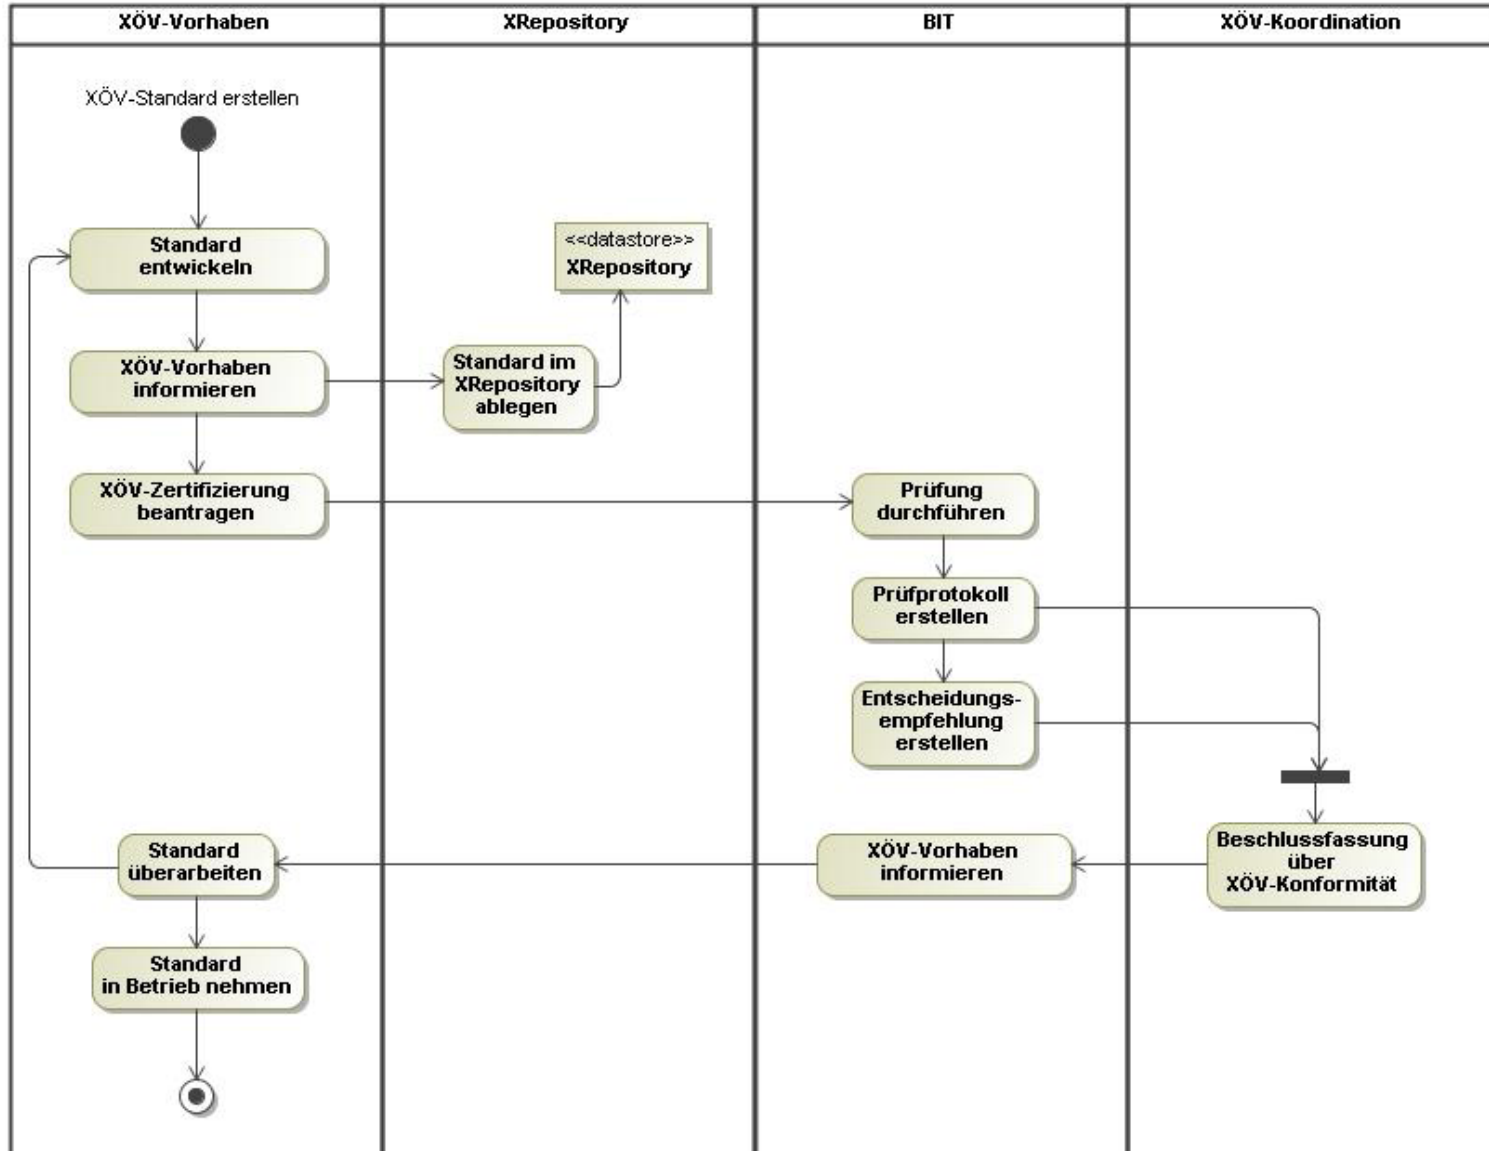 XÖV-Vorhaben
XRepository
BIT
XÖV-Koordination
XÖV-Standard erstellen
Standard
entwickeln
<<datastore>>
XRepository
XÖV-Vorhaben
informieren
Standard im
XRepository
ablegen
XÖV-Zertifizierung
beantragen
Prüfung
durchführen
Prüfprotokoll
erstellen
Entscheidungs-
empfehlung
erstellen
Beschlussfassung
über
XÖV-Konformität
XÖV-Vorhaben
informieren
Standard
überarbeiten
Standard
in Betrieb nehmen